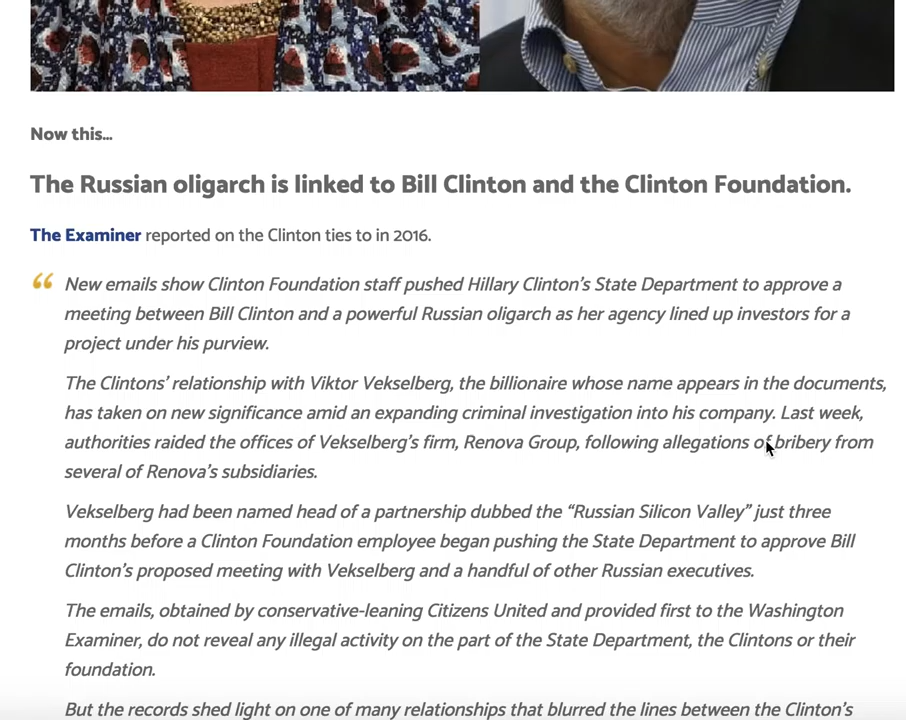 Now this...
The Russian oligarch is linked to Bill Clinton and the Clinton Foundation.
The Examiner reported on the Clinton ties to in 2016.
“ New emails show Clinton Foundation staff pushed Hillary Clinton's State Department to approve a
meeting between Bill Clinton and a powerful Russian oligarch as her agency lined up investors for a
project under his purview.
The Clintons' relationship with Viktor Vekselberg, the billionaire whose name appears in the documents,
has taken on new significance amid an expanding criminal investigation into his company. Last week,
authorities raided the offices of Vekselberg's firm, Renova Group, following allegations of bribery from
several of Renova's subsidiaries.
Vekselberg had been named head of a partnership dubbed the “Russian Silicon Valley” just three
months before a Clinton Foundation employee began pushing the State Department to approve Bill
Clinton's proposed meeting with Vekselberg and a handful of other Russian executives.
The emails, obtained by conservative-leaning Citizens United and provided first to the Washington
Examiner, do not reveal any illegal activity on the part of the State Department, the Clintons or their
foundation.
But the records shed light on one of many relationships that blurred the lines between the Clinton's